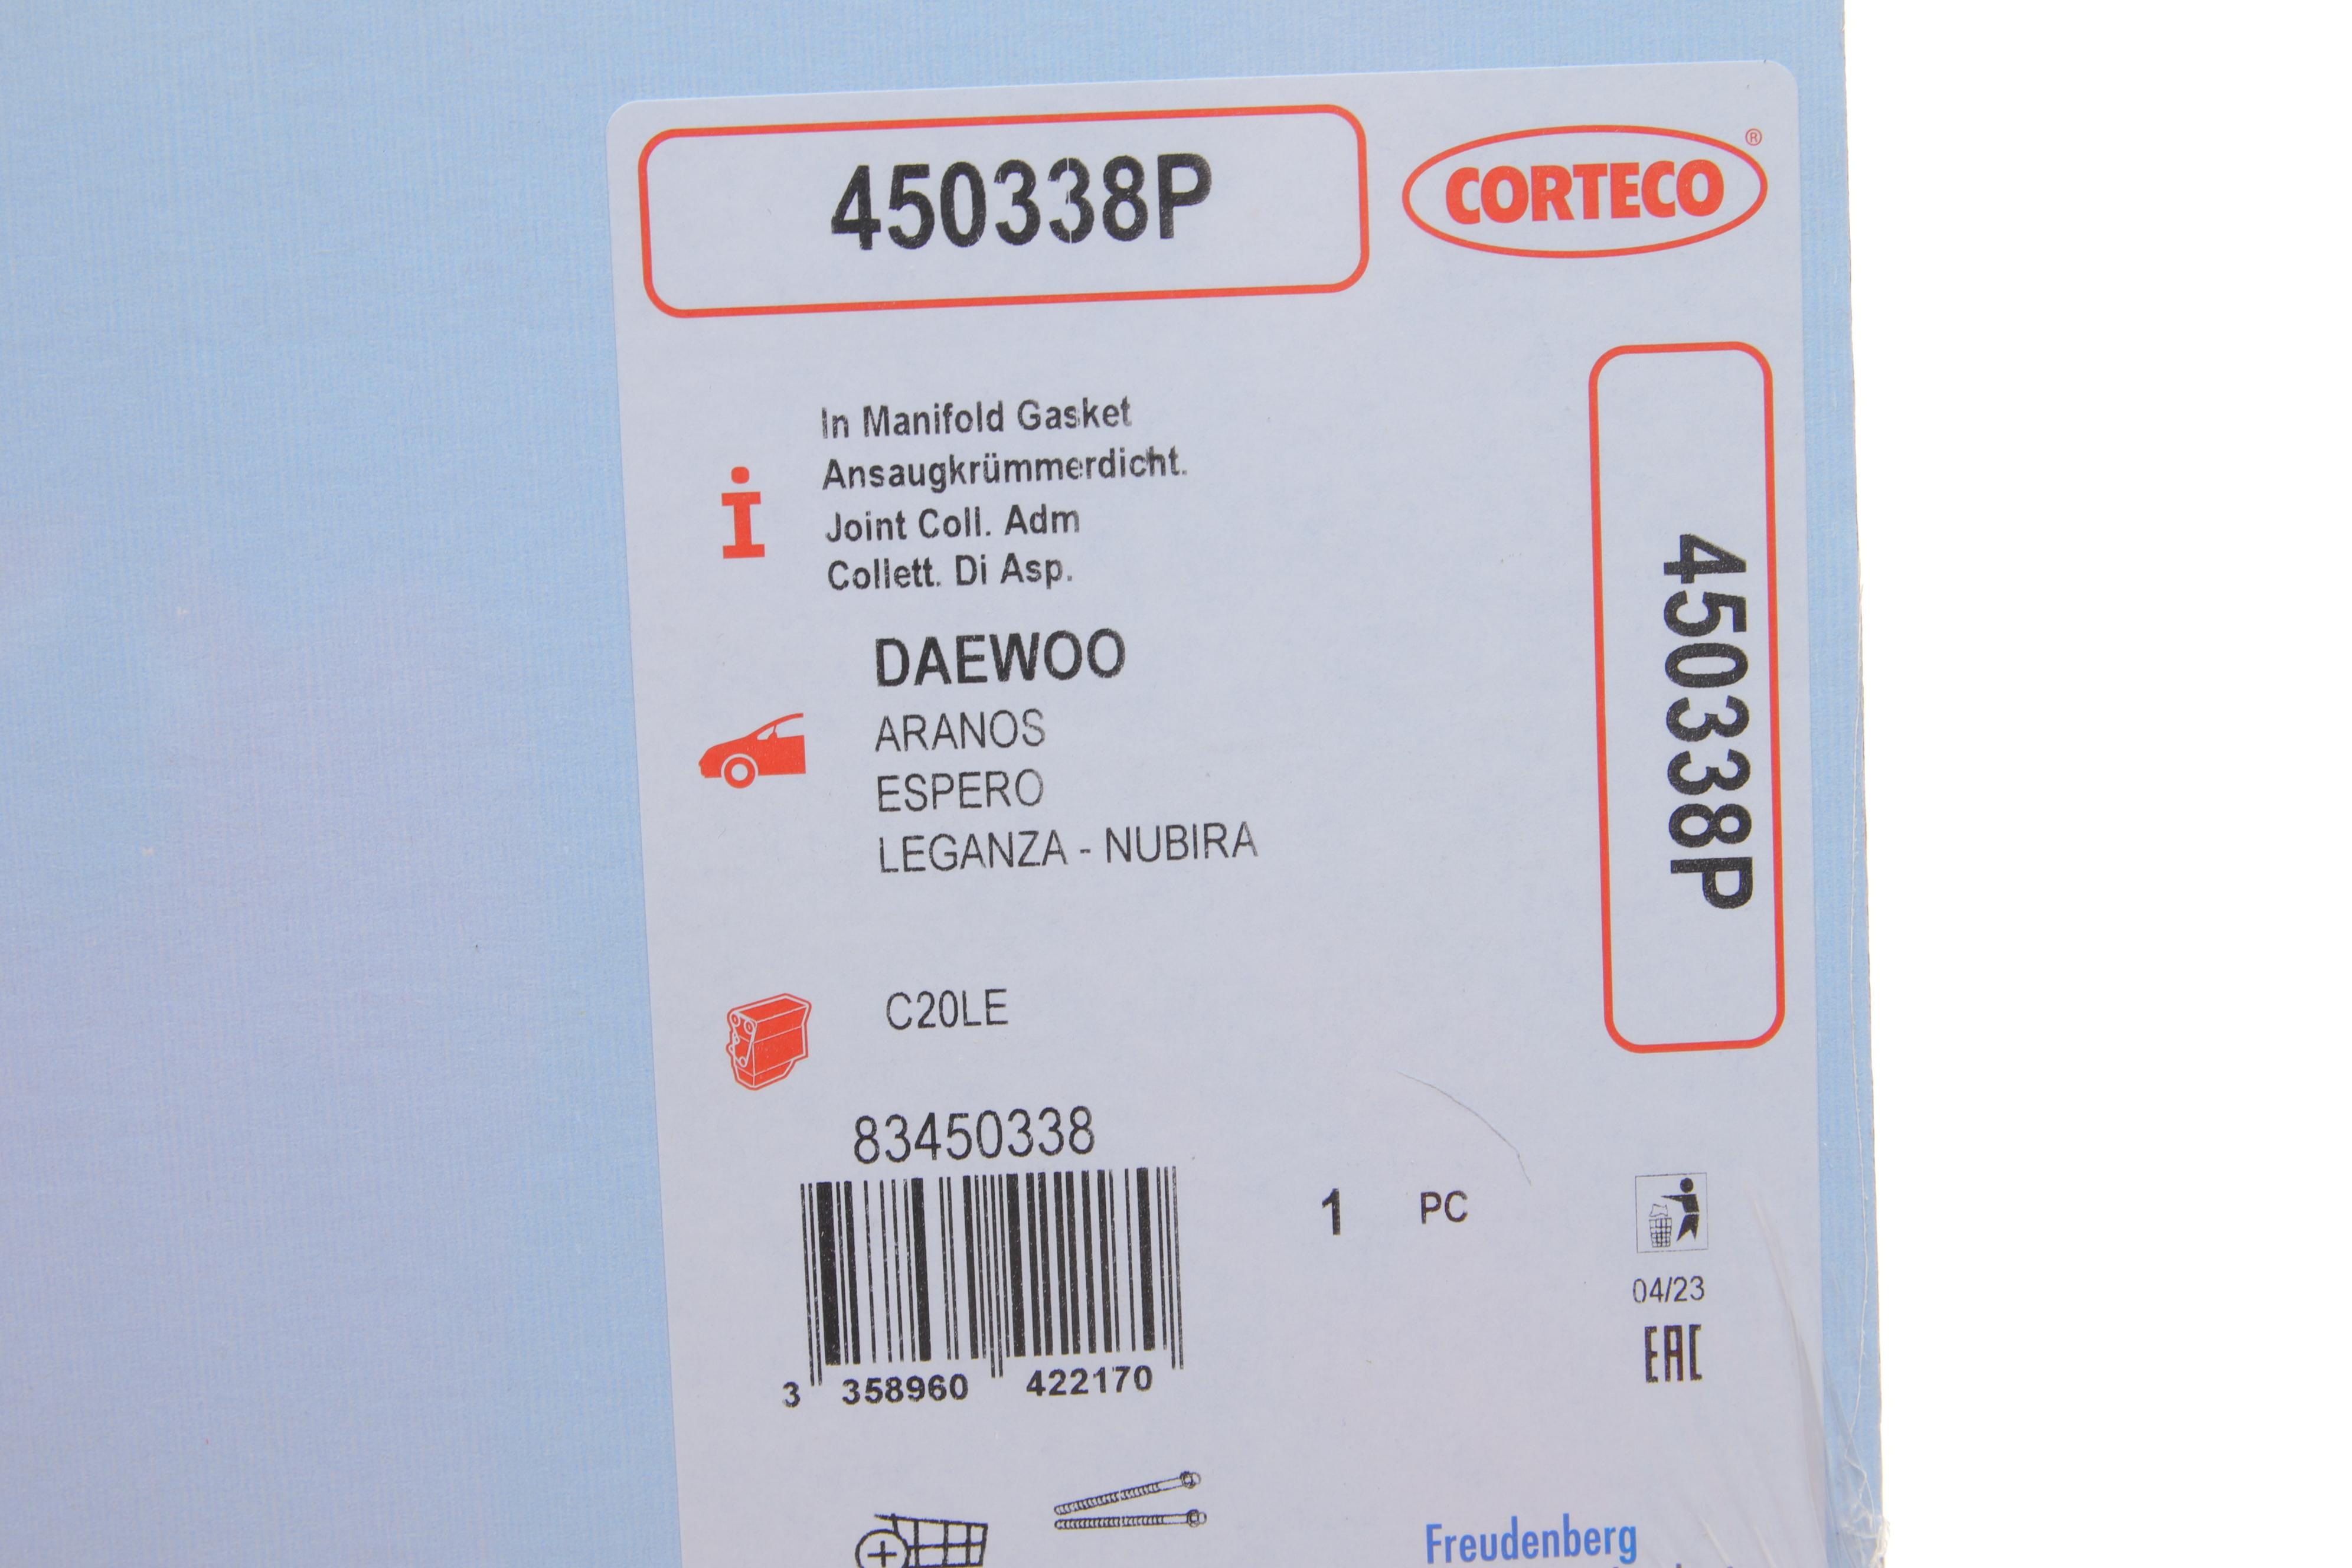 450338P
CORTECO®
In Manifold Gasket
Ansaugkrümmerdicht.
Joint Coll. Adm
Collett. Di Asp.
DAEWOO
ARANOS
ESPERO
LEGANZA - NUBIRA
450338P
C20LE
83450338
1 PC
04/23
EAC
3 358960 422170
Freudenberg